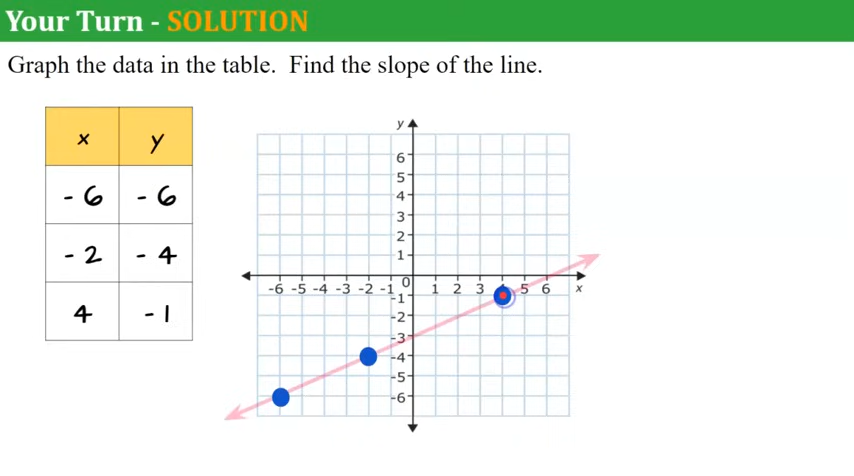 Your Turn - SOLUTION
Graph the data in the table.  Find the slope of the line.
x y
- 6 - 6
- 2 - 4
4 - 1
y
6
5
4
3
2
1
0
-6 -5 -4 -3 -2 -1 1 2 3 4 5 6 x
-1
-2
-3
-4
-5
-6